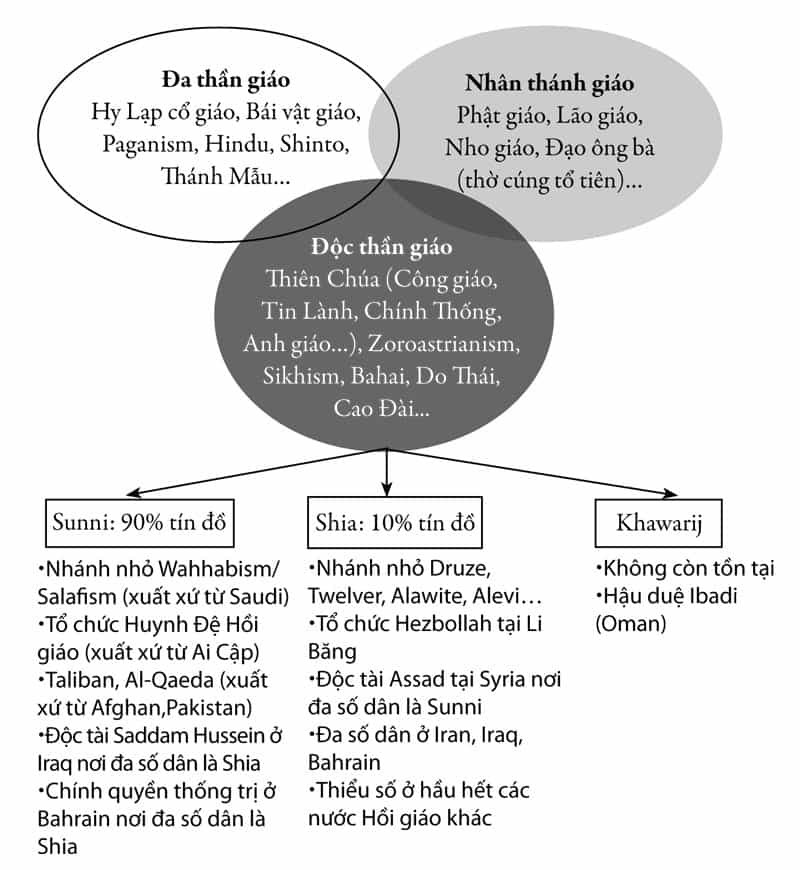 Đa thần giáo
Hy Lạp cổ giáo, Bái vật giáo,
Paganism, Hindu, Shinto,
Thánh Mẫu...
Nhân thánh giáo
Phật giáo, Lão giáo,
Nho giáo, Đạo ông bà
(thờ cúng tổ tiên)...
Độc thần giáo
Thiên Chúa (Công giáo,
Tin Lành, Chính Thống,
Anh giáo...), Zoroastrianism,
Sikhism, Bahai, Do Thái,
Cao Đài...
Sunni: 90% tín đồ
•Nhánh nhỏ Wahhabism/
Salafism (xuất xứ từ Saudi)
•Tổ chức Huynh Đệ Hồi
giáo (xuất xứ từ Ai Cập)
•Taliban, Al-Qaeda (xuất
xứ từ Afghan,Pakistan)
•Độc tài Saddam Hussein ở
Iraq nơi đa số dân là Shia
•Chính quyền thống trị ở
Bahrain nơi đa số dân là
Shia
Shia: 10% tín đồ
•Nhánh nhỏ Druze,
Twelver, Alawite, Alevi...
•Tổ chức Hezbollah tại Li
Băng
•Độc tài Assad tại Syria nơi
đa số dân là Sunni
•Đa số dân ở Iran, Iraq,
Bahrain
•Thiểu số ở hầu hết các
nước Hồi giáo khác
Khawarij
•Không còn tồn tại
•Hậu duệ Ibadi
(Oman)